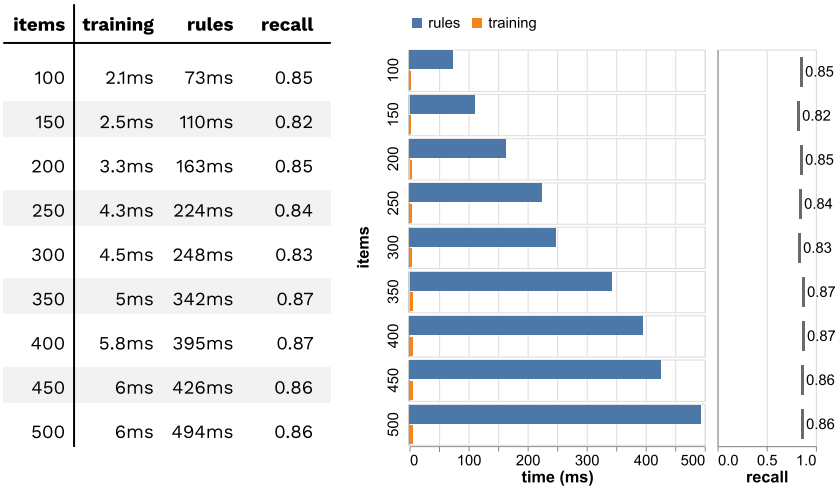 items training rules recall
100 2.1ms 73ms 0.85
150 2.5ms 110ms 0.82
200 3.3ms 163ms 0.85
250 4.3ms 224ms 0.84
300 4.5ms 248ms 0.83
350 5ms 342ms 0.87
400 5.8ms 395ms 0.87
450 6ms 426ms 0.86
500 6ms 494ms 0.86
rules training
items
100
150
200
250
300
350
400
450
500
0 100 200 300 400 500
time (ms)
0.85
0.82
0.85
0.84
0.83
0.87
0.87
0.86
0.86
0.0 0.5 1.0
recall